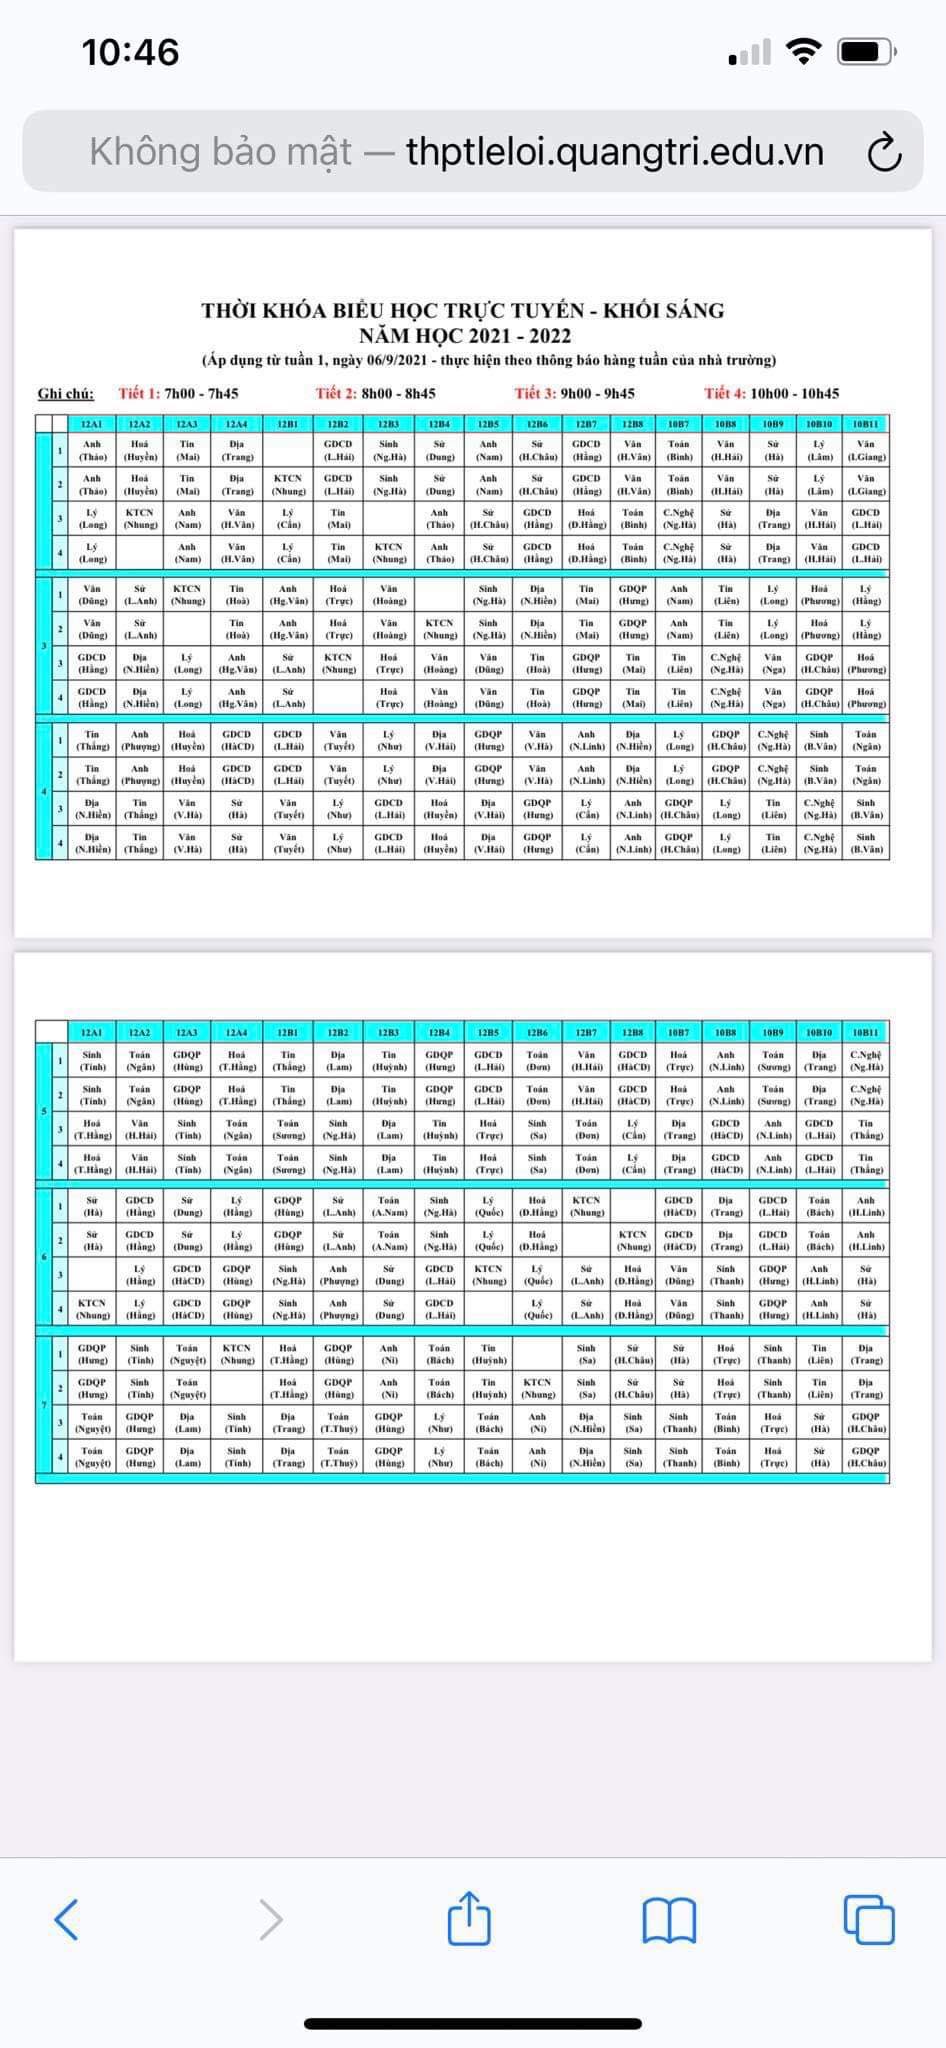 10:46
Không bảo mật — thptleloi.quangtri.edu.vn
THỜI KHÓA BIỂU HỌC TRỰC TUYẾN - KHỐI SÁNG
NĂM HỌC 2021 - 2022
(Áp dụng từ tuần 1, ngày 06/9/2021 - thực hiện theo thông báo hàng tuần của nhà trường)
Ghi chú: Tiết 1: 7h00 - 7h45 Tiết 2: 8h00 - 8h45 Tiết 3: 9h00 - 9h45 Tiết 4: 10h00 - 10h45
12A1 12A2 12A3 12A4 12B1 12B2 12B3 12B4 12B5 12B6 12B7 12B8 10B7 10B8 10B9 10B10 10B11
1 Anh Hoá Tin Địa GDCD Sinh Sử Anh Sử GDCD Văn Toán Văn Sử Lý Văn
(Thảo) (Huyền) (Mai) (Trang) (L.Hải) (Ng.Hà) (Dung) (Nam) (H.Châu) (Hằng) (H.Vân) (Bình) (H.Hải) (Hà) (Lâm) (I.Giang)
2 Anh Hoá Tin Địa KTCN GDCD Sinh Sử Anh Sử GDCD Văn Toán Văn Sử Lý Văn
(Thảo) (Huyền) (Mai) (Trang) (Nhung) (L.Hải) (Ng.Hà) (Dung) (Nam) (H.Châu) (Hằng) (H.Vân) (Bình) (H.Hải) (Hà) (Lâm) (I.Giang)
3 Lý KTCN Anh Văn Lý Tin Anh Sử GDCD Hoá Toán C.Nghệ Sử Địa Văn GDCD
(Long) (Nhung) (Nam) (H.Vân) (Cẩn) (Mai) (Thảo) (H.Châu) (Hằng) (Đ.Hằng) (Bình) (Ng.Hà) (Hà) (Trang) (H.Hải) (L.Hải)
4 Lý Anh Văn Lý Tin KTCN Anh Sử GDCD Hoá Toán C.Nghệ Sử Địa Văn GDCD
(Long) (Nam) (H.Vân) (Cẩn) (Mai) (Nhung) (Thảo) (H.Châu) (Hằng) (Đ.Hằng) (Bình) (Ng.Hà) (Hà) (Trang) (H.Hải) (L.Hải)
1 Văn Sử KTCN Tin Anh Hoá Văn Sinh Địa Tin GDQP Anh Tin Lý Hoá Lý
(Dũng) (L.Anh) (Nhung) (Hoà) (Hg.Vân) (Trực) (Hoàng) (Ng.Hà) (N.Hiền) (Mai) (Hưng) (Nam) (Liên) (Long) (Phương) (Hằng)
2 Văn Sử Tin Anh Hoá Văn KTCN Sinh Địa Tin GDQP Anh Tin Lý Hoá Lý
(Dũng) (L.Anh) (Hoà) (Hg.Vân) (Trực) (Hoàng) (Nhung) (Ng.Hà) (N.Hiền) (Mai) (Hưng) (Nam) (Liên) (Long) (Phương) (Hằng)
3
3 GDCD Địa Lý Anh Sử KTCN Hoá Văn Văn Tin GDQP Tin Tin C.Nghệ Văn GDQP Hoá
(Hằng) (N.Hiền) (Long) (Hg.Vân) (L.Anh) (Nhung) (Trực) (Hoàng) (Dũng) (Hoà) (Hưng) (Mai) (Liên) (Ng.Hà) (Nga) (H.Châu) (Phương)
4 GDCD Địa Lý Anh Sử Hoá Văn Văn Tin GDQP Tin Tin C.Nghệ Văn GDQP Hoá
(Hằng) (N.Hiền) (Long) (Hg.Vân) (L.Anh) (Trực) (Hoàng) (Dũng) (Hoà) (Hưng) (Mai) (Liên) (Ng.Hà) (Nga) (H.Châu) (Phương)
1 Tin Anh Hoá GDCD GDCD Văn Lý Địa GDQP Văn Anh Địa Lý GDQP C.Nghệ Sinh Toán
(Thắng) (Phượng) (Huyền) (HàCD) (L.Hải) (Tuyết) (Như) (V.Hải) (Hưng) (V.Hà) (N.Linh) (N.Hiền) (Long) (H.Châu) (Ng.Hà) (B.Vân) (Ngân)
2 Tin Anh Hoá GDCD GDCD Văn Lý Địa GDQP Văn Anh Địa Lý GDQP C.Nghệ Sinh Toán
(Thắng) (Phượng) (Huyền) (HàCD) (L.Hải) (Tuyết) (Như) (V.Hải) (Hưng) (V.Hà) (N.Linh) (N.Hiền) (Long) (H.Châu) (Ng.Hà) (B.Vân) (Ngân)
4
3 Địa Tin Văn Sử Văn Lý GDCD Hoá Địa GDQP Lý Anh GDQP Lý Tin C.Nghệ Sinh
(N.Hiền) (Thắng) (V.Hà) (Hà) (Tuyết) (Như) (L.Hải) (Huyền) (V.Hải) (Hưng) (Cẩn) (N.Linh) (H.Châu) (Long) (Liên) (Ng.Hà) (B.Vân)
4 Địa Tin Văn Sử Văn Lý GDCD Hoá Địa GDQP Lý Anh GDQP Lý Tin C.Nghệ Sinh
(N.Hiền) (Thắng) (V.Hà) (Hà) (Tuyết) (Như) (L.Hải) (Huyền) (V.Hải) (Hưng) (Cẩn) (N.Linh) (H.Châu) (Long) (Liên) (Ng.Hà) (B.Vân)
12A1 12A2 12A3 12A4 12B1 12B2 12B3 12B4 12B5 12B6 12B7 12B8 10B7 10B8 10B9 10B10 10B11
1 Sinh Toán GDQP Hoá Tin Địa Tin GDQP GDCD Toán Văn GDCD Hoá Anh Toán Địa C.Nghệ
(Tính) (Ngân) (Hùng) (T.Hằng) (Thắng) (Lam) (Huỳnh) (Hưng) (L.Hải) (Đơn) (H.Hải) (HàCD) (Trực) (N.Linh) (Sương) (Trang) (Ng.Hà)
2 Sinh Toán GDQP Hoá Tin Địa Tin GDQP GDCD Toán Văn GDCD Hoá Anh Toán Địa C.Nghệ
(Tính) (Ngân) (Hùng) (T.Hằng) (Thắng) (Lam) (Huỳnh) (Hưng) (L.Hải) (Đơn) (H.Hải) (HàCD) (Trực) (N.Linh) (Sương) (Trang) (Ng.Hà)
5
3 Hoá Văn Sinh Toán Toán Sinh Địa Tin Hoá Sinh Toán Lý Địa GDCD Anh GDCD Tin
(T.Hằng) (H.Hải) (Tính) (Ngân) (Sương) (Ng.Hà) (Lam) (Huỳnh) (Trực) (Sa) (Đơn) (Cẩn) (Trang) (HàCD) (N.Linh) (L.Hải) (Thắng)
4 Hoá Văn Sinh Toán Toán Sinh Địa Tin Hoá Sinh Toán Lý Địa GDCD Anh GDCD Tin
(T.Hằng) (H.Hải) (Tính) (Ngân) (Sương) (Ng.Hà) (Lam) (Huỳnh) (Trực) (Sa) (Đơn) (Cẩn) (Trang) (HàCD) (N.Linh) (L.Hải) (Thắng)
1 Sử GDCD Sử Lý GDQP Sử Toán Sinh Lý Hoá KTCN GDCD Địa GDCD Toán Anh
(Hà) (Hằng) (Dung) (Hằng) (Hùng) (L.Anh) (A.Nam) (Ng.Hà) (Quốc) (Đ.Hằng) (Nhung) (HàCD) (Trang) (L.Hải) (Bách) (H.Linh)
2 Sử GDCD Sử Lý GDQP Sử Toán Sinh Lý Hoá KTCN GDCD Địa GDCD Toán Anh
(Hà) (Hằng) (Dung) (Hằng) (Hùng) (L.Anh) (A.Nam) (Ng.Hà) (Quốc) (Đ.Hằng) (Nhung) (HàCD) (Trang) (L.Hải) (Bách) (H.Linh)
6
3 Lý GDCD GDQP Sinh Anh Sử GDCD KTCN Lý Sử Hoá Văn Sinh GDQP Anh Sử
(Hằng) (HàCD) (Hùng) (Ng.Hà) (Phượng) (Dung) (L.Hải) (Nhung) (Quốc) (L.Anh) (Đ.Hằng) (Dũng) (Thanh) (Hưng) (H.Linh) (Hà)
4 KTCN Lý GDCD GDQP Sinh Anh Sử GDCD Lý Sử Hoá Văn Sinh GDQP Anh Sử
(Nhung) (Hằng) (HàCD) (Hùng) (Ng.Hà) (Phượng) (Dung) (L.Hải) (Quốc) (L.Anh) (Đ.Hằng) (Dũng) (Thanh) (Hưng) (H.Linh) (Hà)
1 GDQP Sinh Toán KTCN Hoá GDQP Anh Toán Tin Sinh Sử Sử Hoá Sinh Tin Địa
(Hưng) (Tính) (Nguyệt) (Nhung) (T.Hằng) (Hùng) (Ni) (Bách) (Huỳnh) (Sa) (H.Châu) (Hà) (Trực) (Thanh) (Liên) (Trang)
2 GDQP Sinh Toán Hoá GDQP Anh Toán Tin KTCN Sinh Sử Sử Hoá Sinh Tin Địa
(Hưng) (Tính) (Nguyệt) (T.Hằng) (Hùng) (Ni) (Bách) (Huỳnh) (Nhung) (Sa) (H.Châu) (Hà) (Trực) (Thanh) (Liên) (Trang)
7
3 Toán GDQP Địa Sinh Địa Toán GDQP Lý Toán Anh Địa Sinh Sinh Toán Hoá Sử GDQP
(Nguyệt) (Hưng) (Lam) (Tính) (Trang) (T.Thuỷ) (Hùng) (Như) (Bách) (Ni) (N.Hiền) (Sa) (Thanh) (Bình) (Trực) (Hà) (H.Châu)
4 Toán GDQP Địa Sinh Địa Toán GDQP Lý Toán Anh Địa Sinh Sinh Toán Hoá Sử GDQP
(Nguyệt) (Hưng) (Lam) (Tính) (Trang) (T.Thuỷ) (Hùng) (Như) (Bách) (Ni) (N.Hiền) (Sa) (Thanh) (Bình) (Trực) (Hà) (H.Châu)